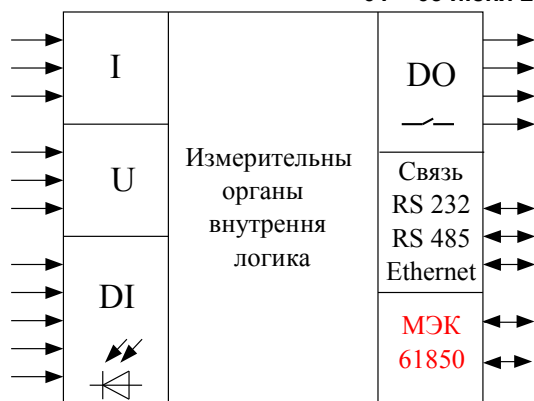 I
U
DI
Измерительны
органы
внутрення
логика
DO
Связь
RS 232
RS 485
Ethernet
МЭК
61850